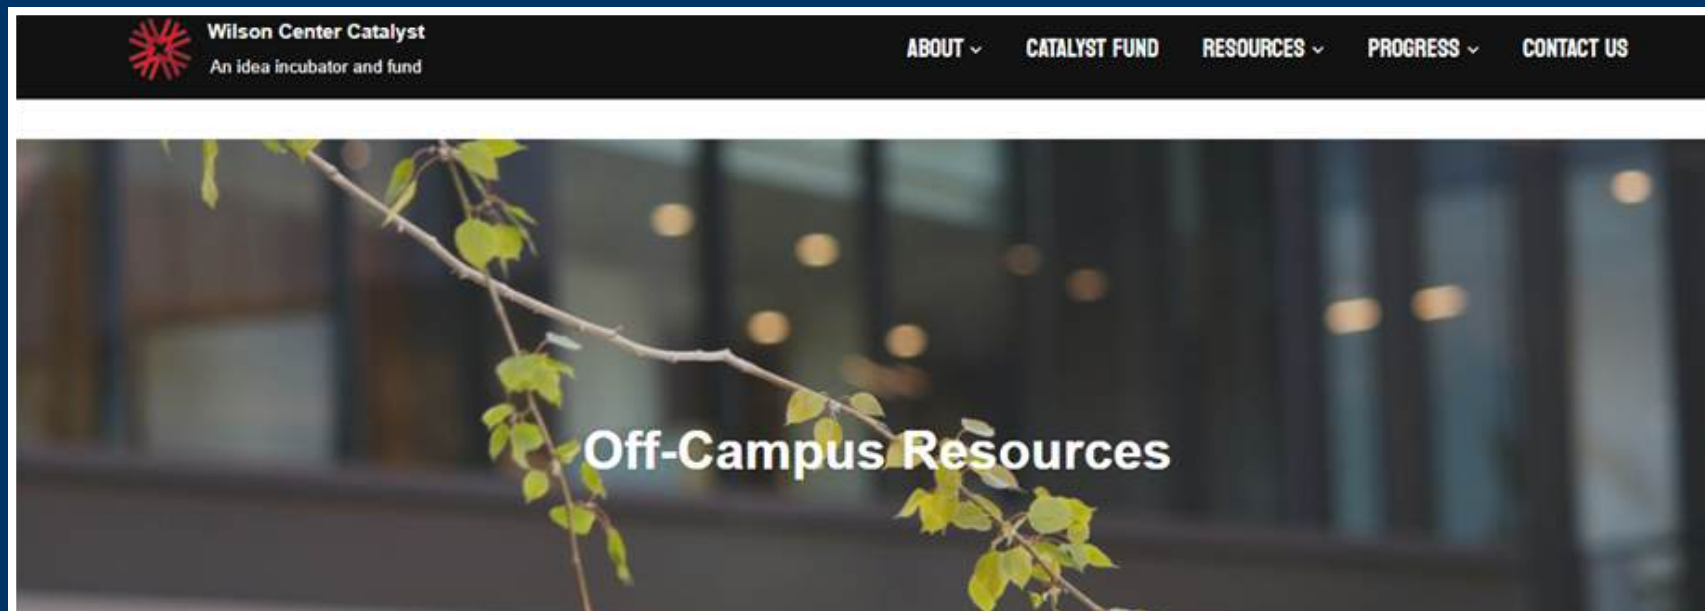 Wilson Center Catalyst
An idea incubator and fund
ABOUT
CATALYST FUND
RESOURCES
PROGRESS
CONTACT US
Off-Campus Resources